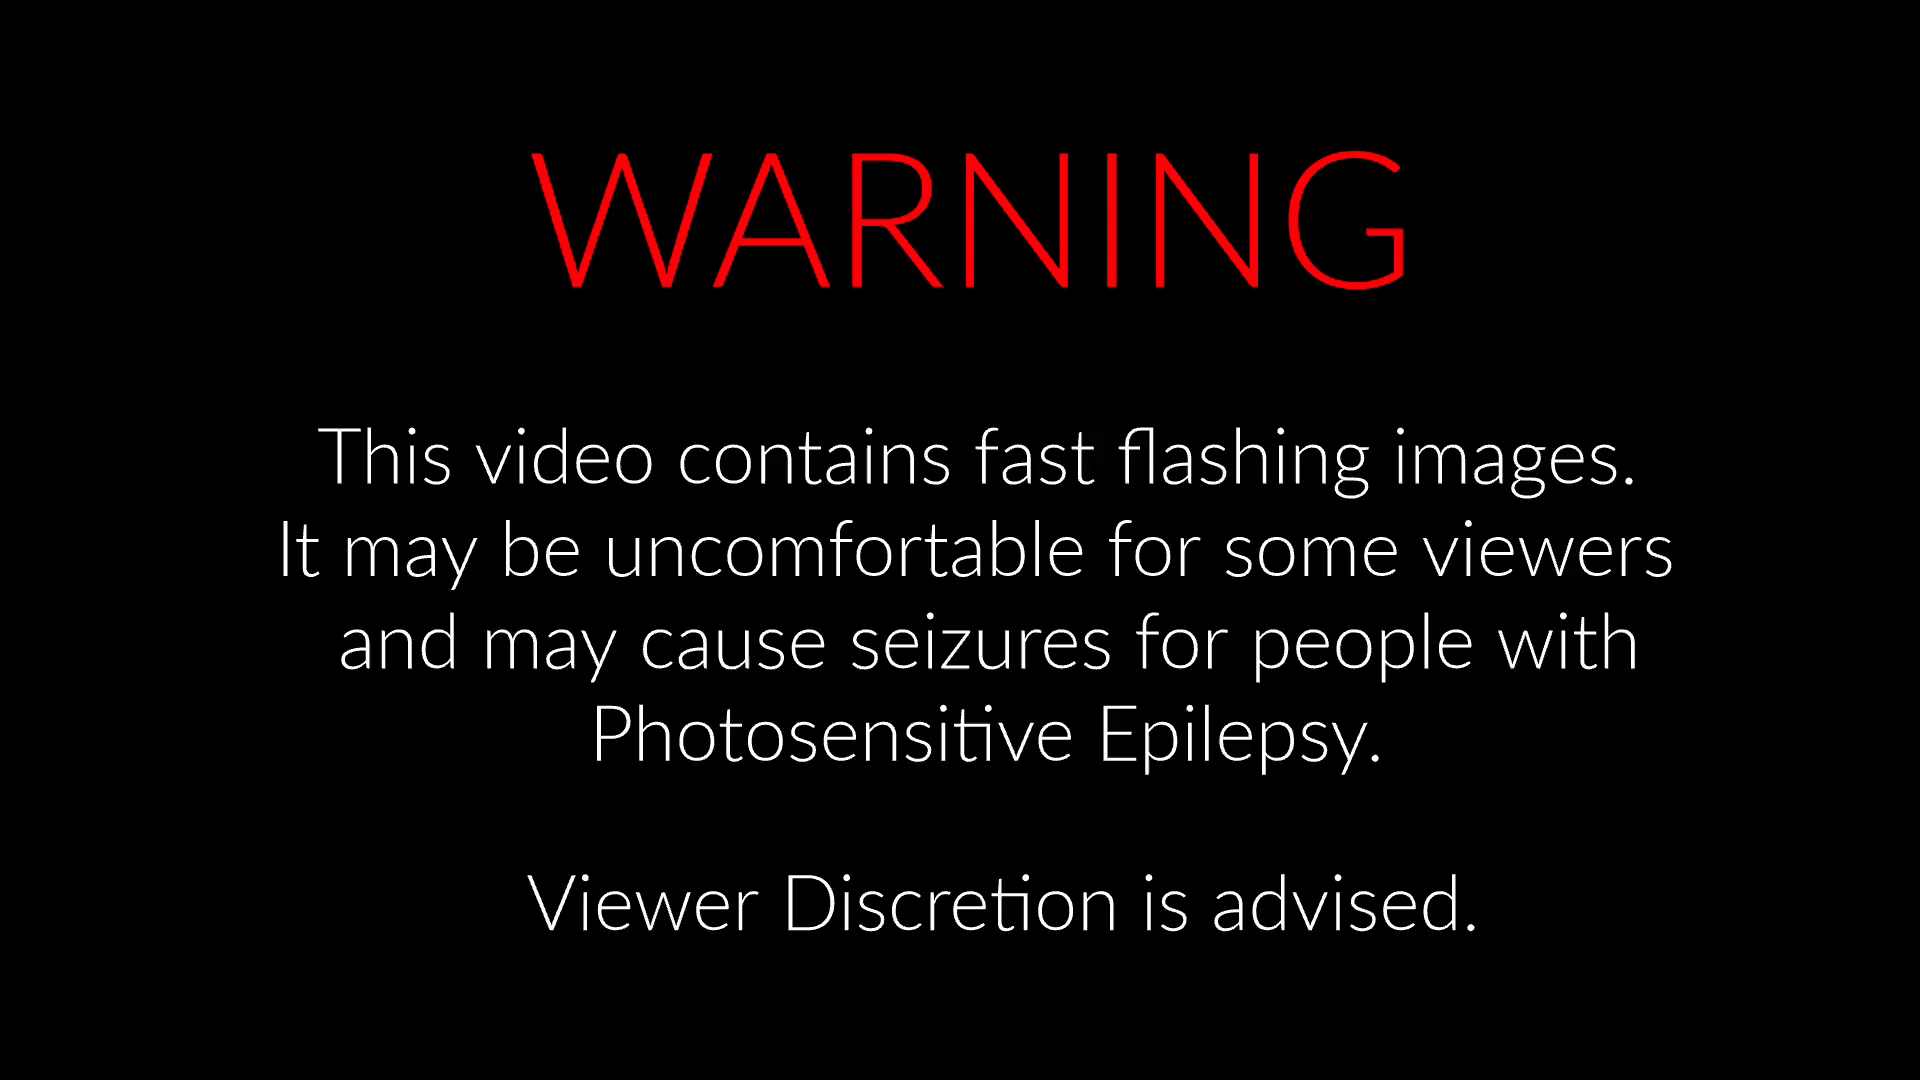 WARNING
This video contains fast flashing images.
It may be uncomfortable for some viewers
and may cause seizures for people with
Photosensitive Epilepsy.
Viewer Discretion is advised.